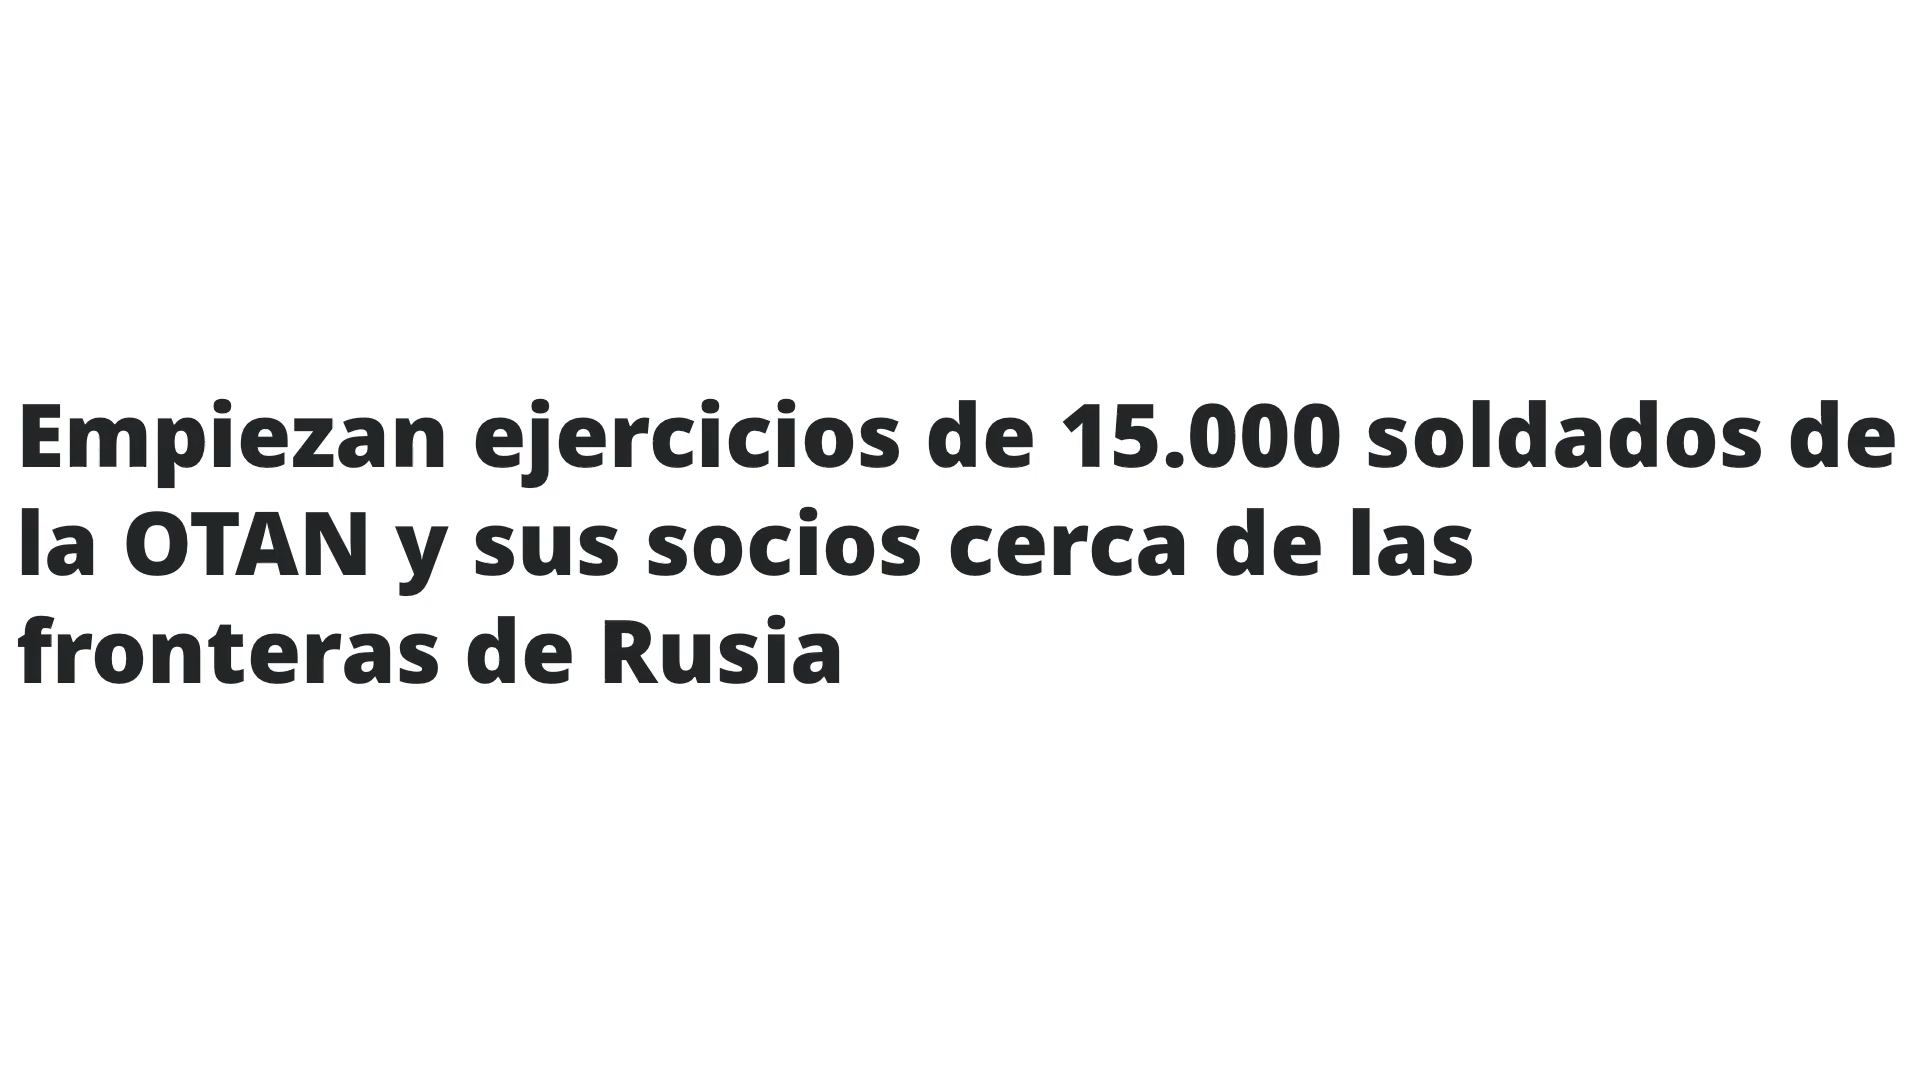 Empiezan ejercicios de 15.000 soldados de
la OTAN y sus socios cerca de las
fronteras de Rusia